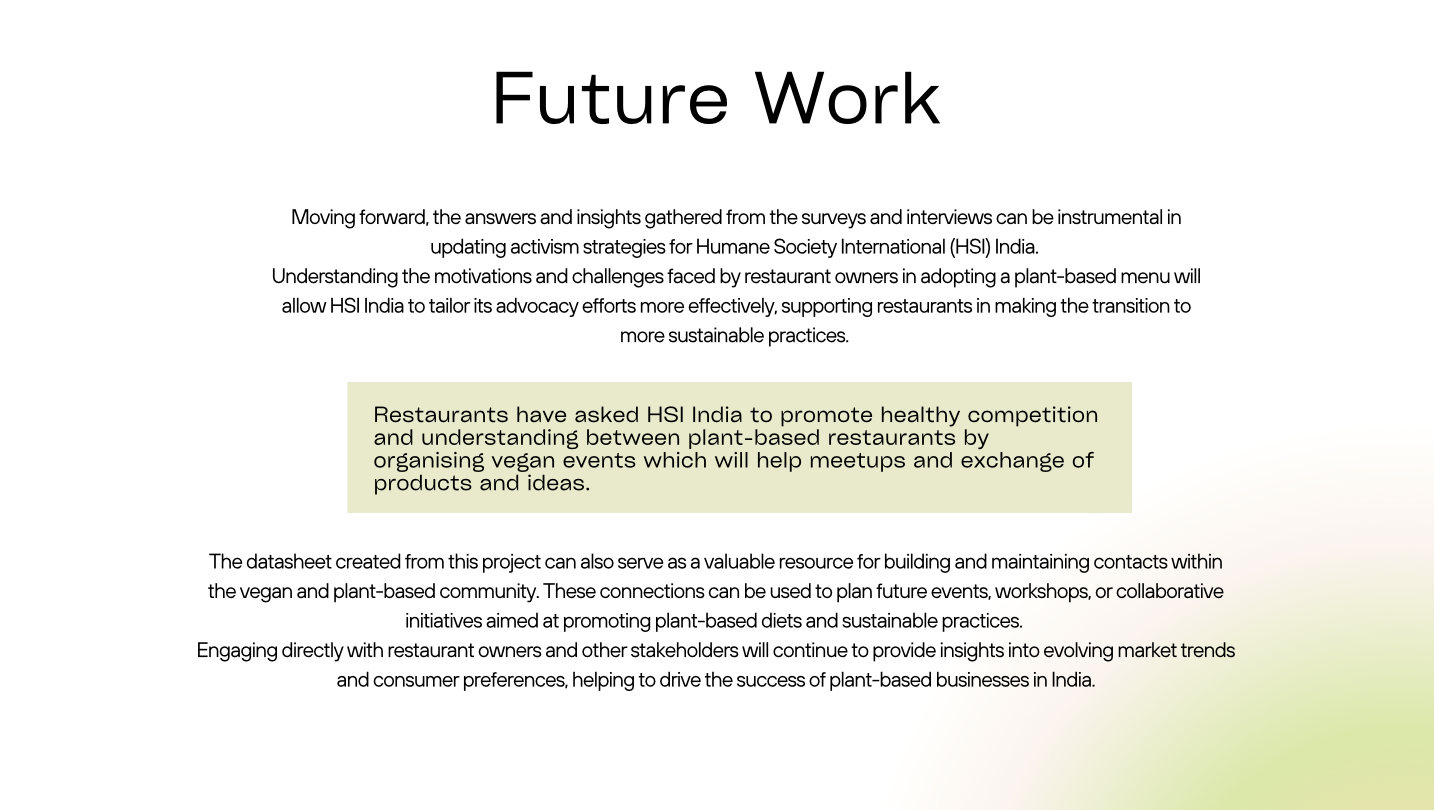 Future Work
Moving forward, the answers and insights gathered from the surveys and interviews can be instrumental in
updating activism strategies for Humane Society International (HSI) India.
Understanding the motivations and challenges faced by restaurant owners in adopting a plant-based menu will
allow HSI India to tailor its advocacy efforts more effectively, supporting restaurants in making the transition to
more sustainable practices.
Restaurants have asked HSI India to promote healthy competition
and understanding between plant-based restaurants by
organising vegan events which will help meetups and exchange of
products and ideas.
The datasheet created from this project can also serve as a valuable resource for building and maintaining contacts within
the vegan and plant-based community. These connections can be used to plan future events, workshops, or collaborative
initiatives aimed at promoting plant-based diets and sustainable practices.
Engaging directly with restaurant owners and other stakeholders will continue to provide insights into evolving market trends
and consumer preferences, helping to drive the success of plant-based businesses in India.